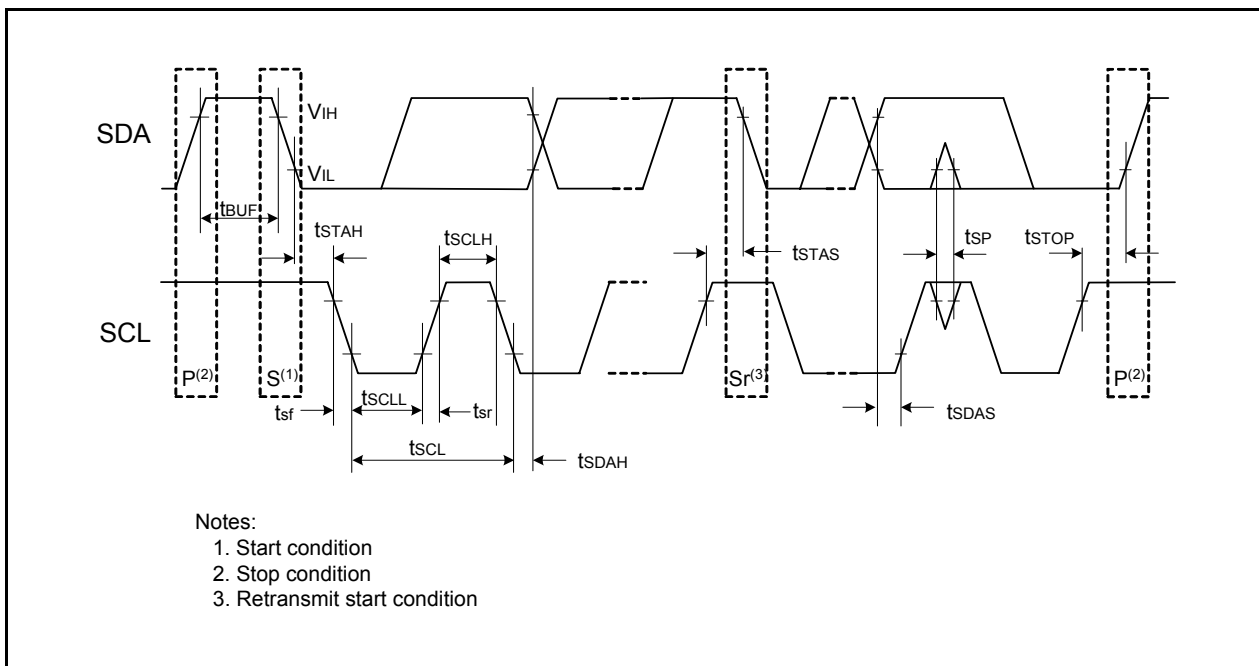 SDA
VIH
VIL
tBUF
tSTAH
tSCLH
tSTAS
tSP
tSTOP
SCL
P(2)
S(1)
Sr(3)
P(2)
tsf
tSCLL
tsr
tSDAS
tSCL
tSDAH
Notes:
1. Start condition
2. Stop condition
3. Retransmit start condition